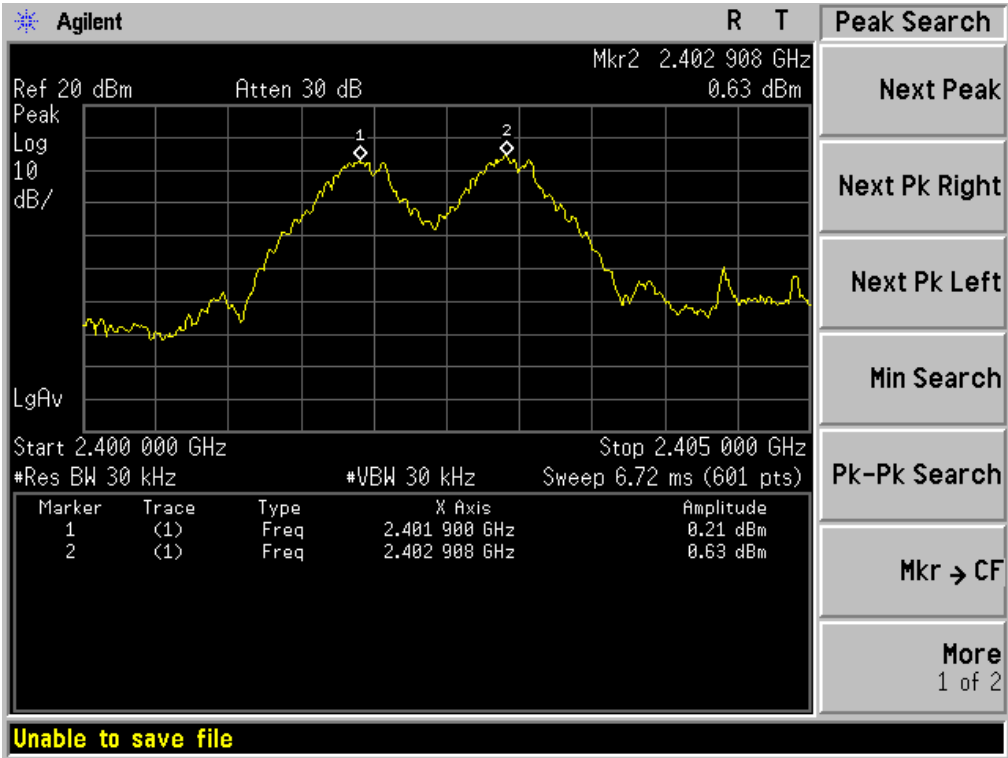 Agilent R T
Peak Search
Mkr2 2.402 908 GHz
Ref 20 dBm Atten 30 dB 0.63 dBm
Peak
Log
10
dB/
1
2
LgAv
Start 2.400 000 GHz Stop 2.405 000 GHz
#Res BW 30 kHz #VBW 30 kHz Sweep 6.72 ms (601 pts)
Marker Trace Type X Axis Amplitude
1 (1) Freq 2.401 900 GHz 0.21 dBm
2 (1) Freq 2.402 908 GHz 0.63 dBm
Next Peak
Next Pk Right
Next Pk Left
Min Search
Pk-Pk Search
Mkr → CF
More
1 of 2
Unable to save file